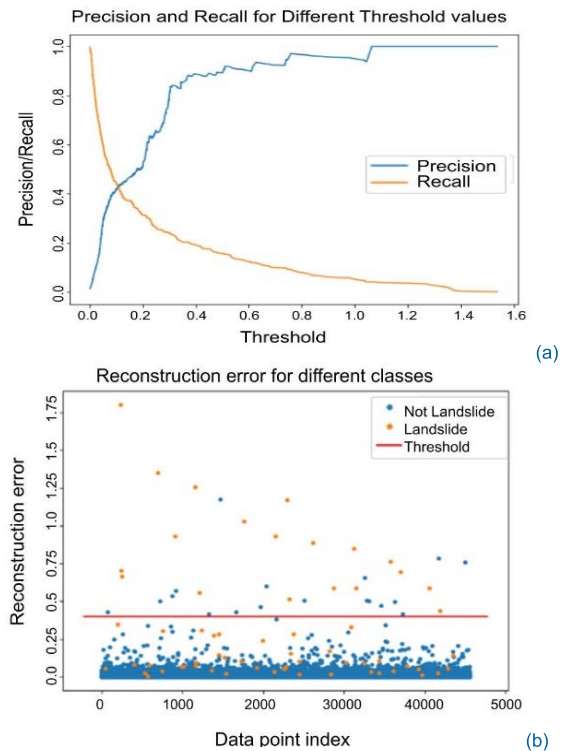 Precision and Recall for Different Threshold values
Precision/Recall
1.0
0.8
0.6
0.4
0.2
0.0
Precision
Recall
0.0 0.2 0.4 0.6 0.8 1.0 1.2 1.4 1.6
Threshold
(a)
Reconstruction error for different classes
Reconstruction error
1.75
1.5
1.25
1.0
0.75
0.5
0.25
0.0
Not Landslide
Landslide
Threshold
0 1000 20000 30000 40000 5000
Data point index
(b)